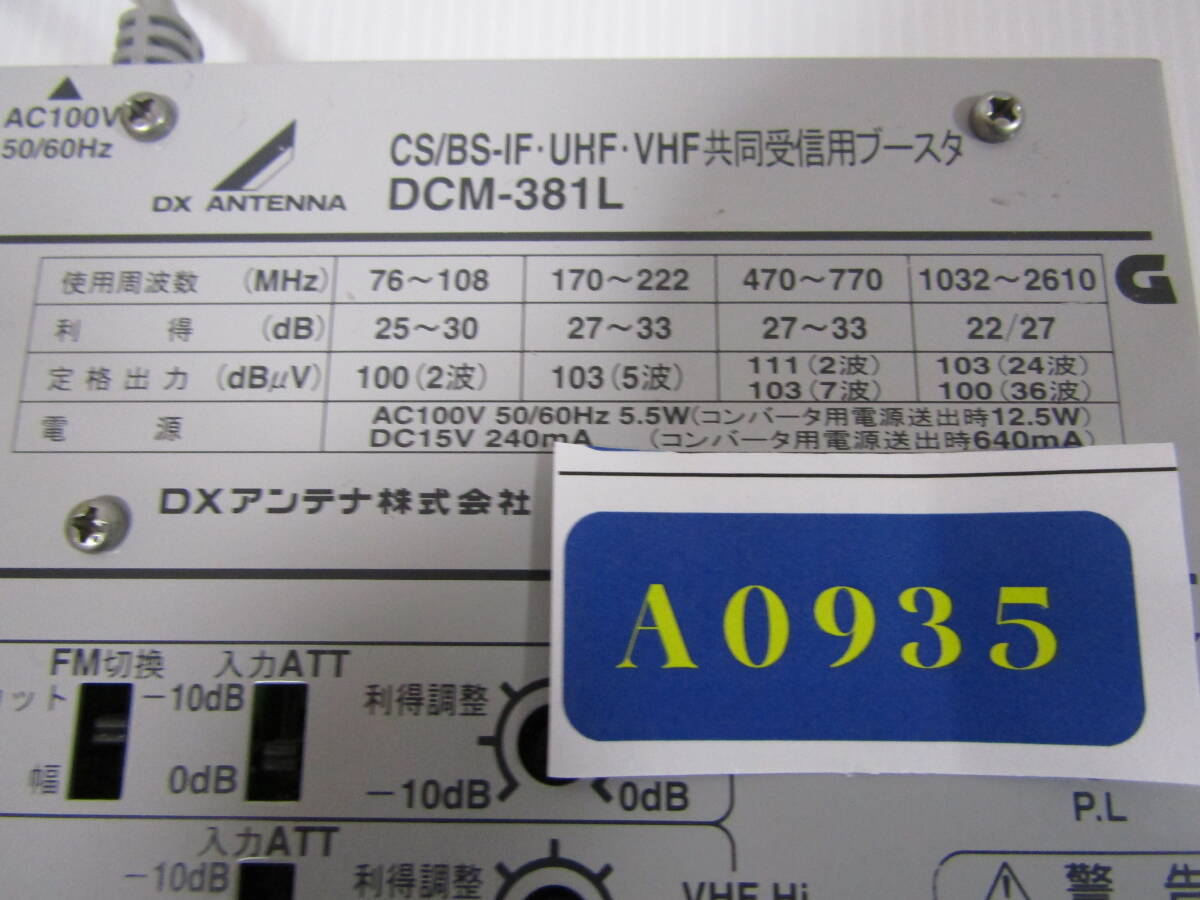 AC100V
50/60Hz
DX ANTENNA
CS/BS-IF・UHF・VHF共同受信用ブースタ
DCM-381L
使用周波数 (MHz) 76～108 170～222 470～770 1032～2610
利 得 (dB) 25～30 27～33 27～33 22/27
定格出力 (dBμV) 100(2波) 103(5波) 111(2波) 103(7波) 103(24波) 100(36波)
電 源 AC100V 50/60Hz 5.5W(コンバータ用電源送出時12.5W)
DC15V 240mA (コンバータ用電源送出時640mA)
G
DXアンテナ株式会社
A0935
FM切換 入力ATT
ット -10dB 利得調整
幅 0dB -10dB 0dB
P.L
入力ATT
-10dB 利得調整
VHF Hi
警告